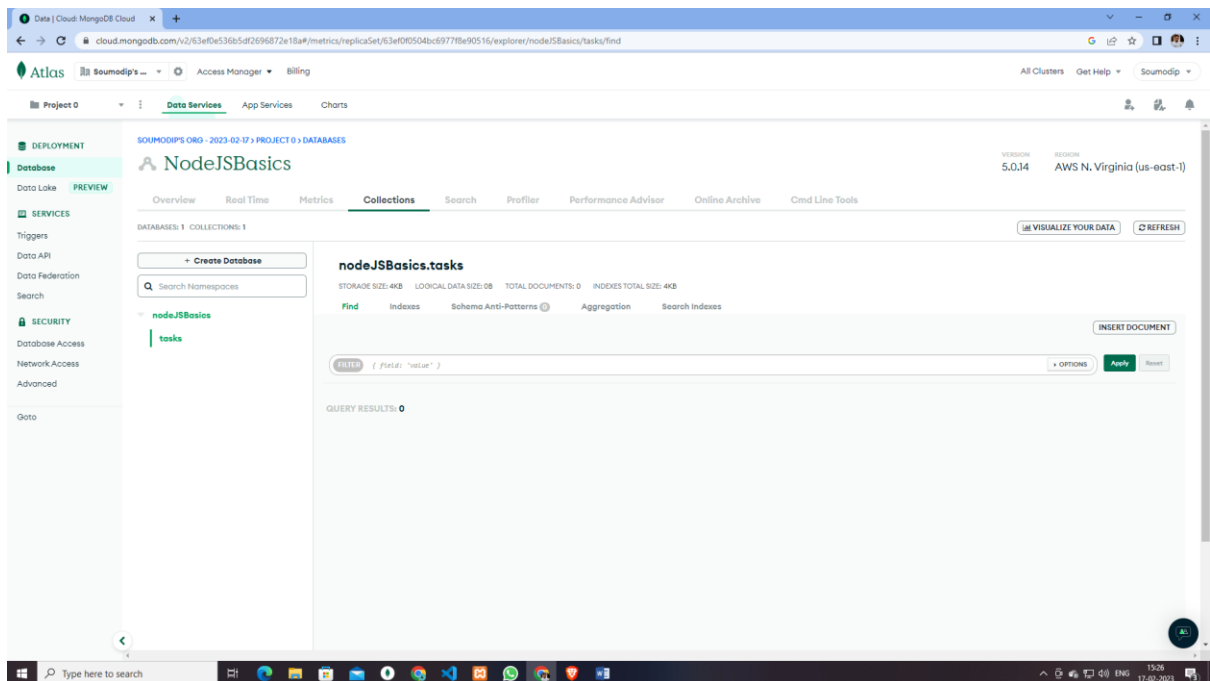 Data | Cloud: MongoDB Cloud
cloud.mongodb.com/v2/63ef0e536b5df2696872e18a#/metrics/replicaSet/63ef0f0504bc6977f8e90516/explorer/nodeJSBasics/tasks/find
Atlas Soumodip's ... Access Manager Billing All Clusters Get Help Soumodip
Project 0 Data Services App Services Charts
DEPLOYMENT
Database
Data Lake PREVIEW
SERVICES
Triggers
Data API
Data Federation
Search
SECURITY
Database Access
Network Access
Advanced
Goto
SOUMODIP'S ORG - 2023-02-17 > PROJECT 0 > DATABASES
NodeJSBasics
VERSION
5.0.14
REGION
AWS N. Virginia (us-east-1)
Overview Real Time Metrics Collections Search Profiler Performance Advisor Online Archive Cmd Line Tools
DATABASES: 1 COLLECTIONS: 1
VISUALIZE YOUR DATA REFRESH
+ Create Database
Search Namespaces
nodeJSBasics
tasks
nodeJSBasics.tasks
STORAGE SIZE: 4KB LOGICAL DATA SIZE: 0B TOTAL DOCUMENTS: 0 INDEXES TOTAL SIZE: 4KB
Find Indexes Schema Anti-Patterns 0 Aggregation Search Indexes
INSERT DOCUMENT
FILTER { field: 'value' } OPTIONS Apply Reset
QUERY RESULTS: 0
Type here to search
ENG
15:26
17-02-2023